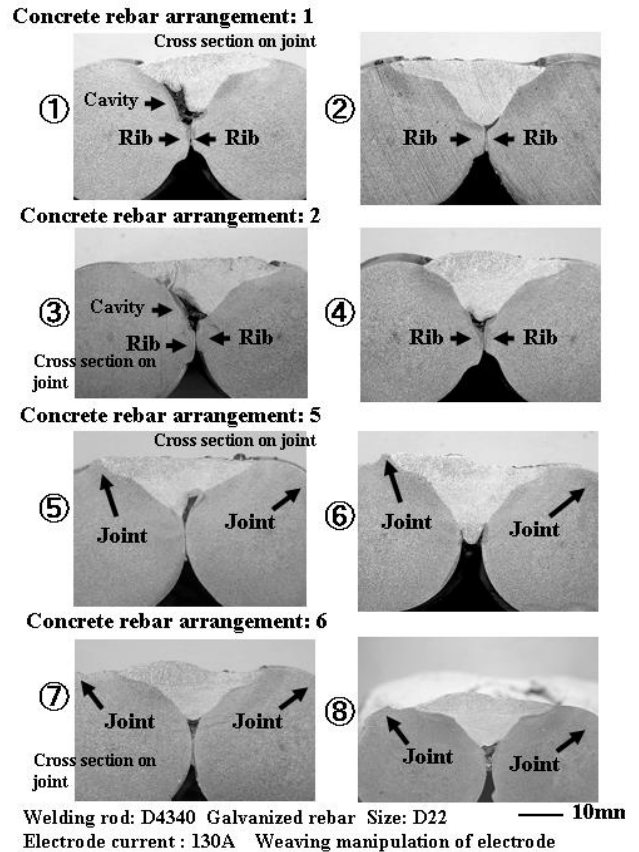 Concrete rebar arrangement: 1
Cross section on joint
① Cavity
Rib Rib
②
Rib Rib
Concrete rebar arrangement: 2
③ Cavity
Rib Rib
Cross section on
joint
④
Rib Rib
Concrete rebar arrangement: 5
Cross section on joint
⑤
Joint Joint
⑥
Joint Joint
Concrete rebar arrangement: 6
⑦
Joint Joint
Cross section on
joint
⑧
Joint Joint
Welding rod: D4340 Galvanized rebar Size: D22
10mm
Electrode current : 130A Weaving manipulation of electrode